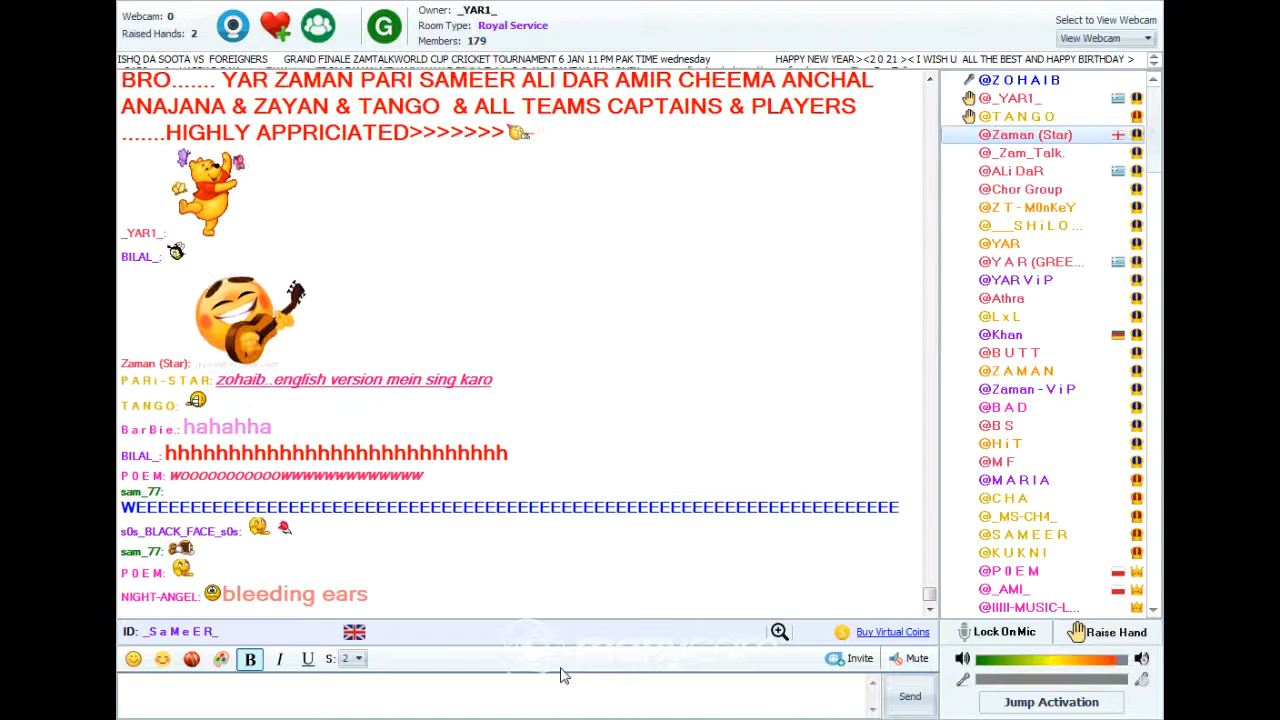 Webcam: 0
Raised Hands: 2
G
Owner: _YAR1_
Room Type: Royal Service
Members: 179
Select to View Webcam
View Webcam
ISHQ DA SOOTA VS FOREIGNERS GRAND FINALE ZAMTALKWORLD CUP CRICKET TOURNAMENT 6 JAN 11 PM PAK TIME wednesday HAPPY NEW YEAR><2 0 21 >< I WISH U ALL THE BEST AND HAPPY BIRTHDAY >
BRO....... YAR ZAMAN PARI SAMEER ALI DAR AMIR CHEEMA ANCHAL
ANAJANA & ZAYAN & TANGO & ALL TEAMS CAPTAINS & PLAYERS
.......HIGHLY APPRICIATED>>>>>>>
_YAR1_:
BILAL_:
Zaman (Star):
P A R i - S T A R: zohaib..english version mein sing karo
T A N G O:
B a r B i e.: hahahha
BILAL_: hhhhhhhhhhhhhhhhhhhhhhhhhhh
P 0 E M: WOOOOOOOOOOOWWWWWWWWWWWWW
sam_77:
WEEEEEEEEEEEEEEEEEEEEEEEEEEEEEEEEEEEEEEEEEEEEEEEEEEEEEEEEE
s0s_BLACK_FACE_s0s:
sam_77:
P 0 E M:
NIGHT-ANGEL: bleeding ears
ID: _S a M e E R_
Buy Virtual Coins
B I U S: 2
Invite
Mute
Send
@Z O H A I B
@_YAR1_
@T A N G O
@Zaman (Star)
@_Zam_Talk.
@ALi DaR
@Chor Group
@Z T - M0nKeY
@___S H i L O ...
@YAR
@Y A R (GREE...
@YAR V i P
@Athra
@L x L
@Khan
@B U T T
@Z A M A N
@Zaman - V i P
@B A D
@B S
@H i T
@M F
@M A R I A
@C H A
@_MS-CH4_
@S A M E E R
@K U K N I
@P 0 E M
@_AMI_
@IIIII-MUSIC-L...
Lock On Mic
Raise Hand
Jump Activation